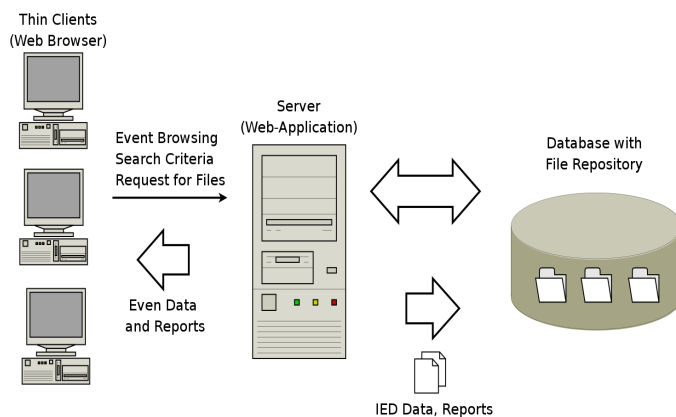 Thin Clients
(Web Browser)
Event Browsing
Search Criteria
Request for Files
Even Data
and Reports
Server
(Web-Application)
Database with
File Repository
IED Data, Reports